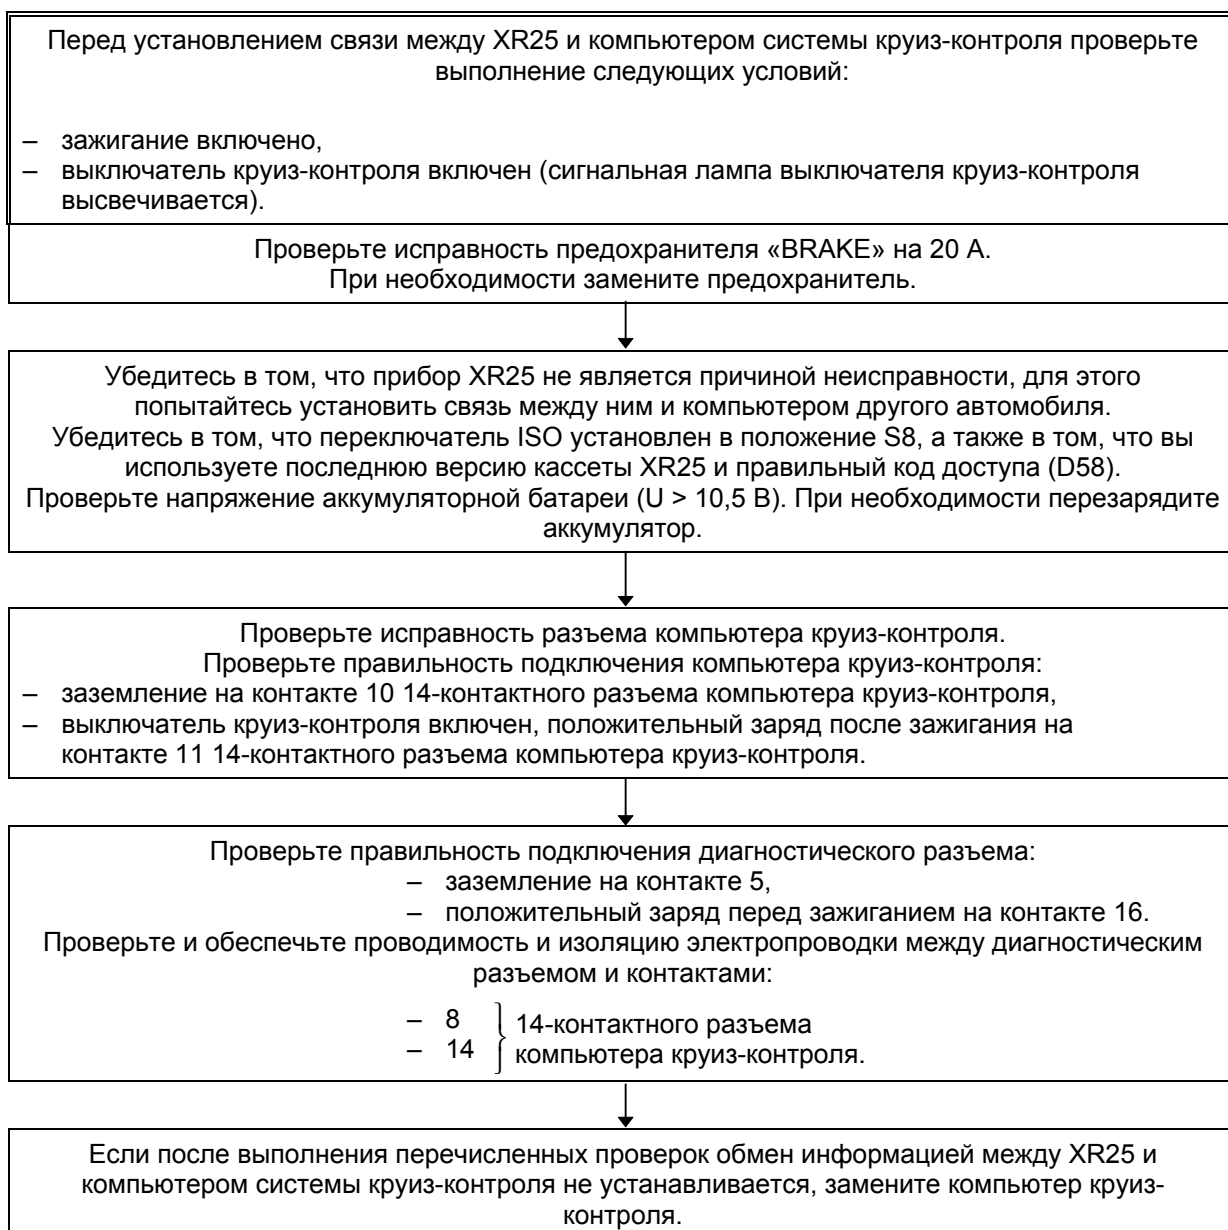 Перед установлением связи между XR25 и компьютером системы круиз-контроля проверьте
выполнение следующих условий:
– зажигание включено,
– выключатель круиз-контроля включен (сигнальная лампа выключателя круиз-контроля
высвечивается).
Проверьте исправность предохранителя «BRAKE» на 20 А.
При необходимости замените предохранитель.
Убедитесь в том, что прибор XR25 не является причиной неисправности, для этого
попытайтесь установить связь между ним и компьютером другого автомобиля.
Убедитесь в том, что переключатель ISO установлен в положение S8, а также в том, что вы
используете последнюю версию кассеты XR25 и правильный код доступа (D58).
Проверьте напряжение аккумуляторной батареи (U > 10,5 В). При необходимости перезарядите
аккумулятор.
Проверьте исправность разъема компьютера круиз-контроля.
Проверьте правильность подключения компьютера круиз-контроля:
– заземление на контакте 10 14-контактного разъема компьютера круиз-контроля,
– выключатель круиз-контроля включен, положительный заряд после зажигания на
контакте 11 14-контактного разъема компьютера круиз-контроля.
Проверьте правильность подключения диагностического разъема:
– заземление на контакте 5,
– положительный заряд перед зажиганием на контакте 16.
Проверьте и обеспечьте проводимость и изоляцию электропроводки между диагностическим
разъемом и контактами:
– 8 } 14-контактного разъема
– 14 } компьютера круиз-контроля.
Если после выполнения перечисленных проверок обмен информацией между XR25 и
компьютером системы круиз-контроля не устанавливается, замените компьютер круиз-
контроля.